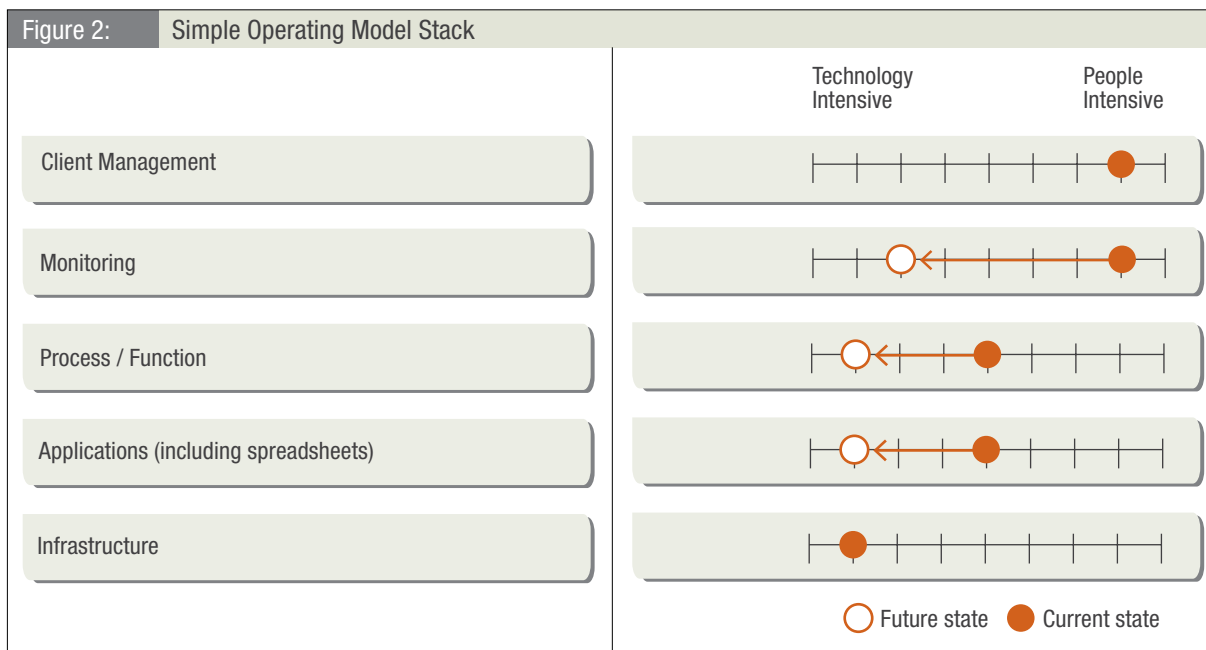 Figure 2: Simple Operating Model Stack
Technology
Intensive
People
Intensive
Client Management
Monitoring
Process / Function
Applications (including spreadsheets)
Infrastructure
Future state Current state